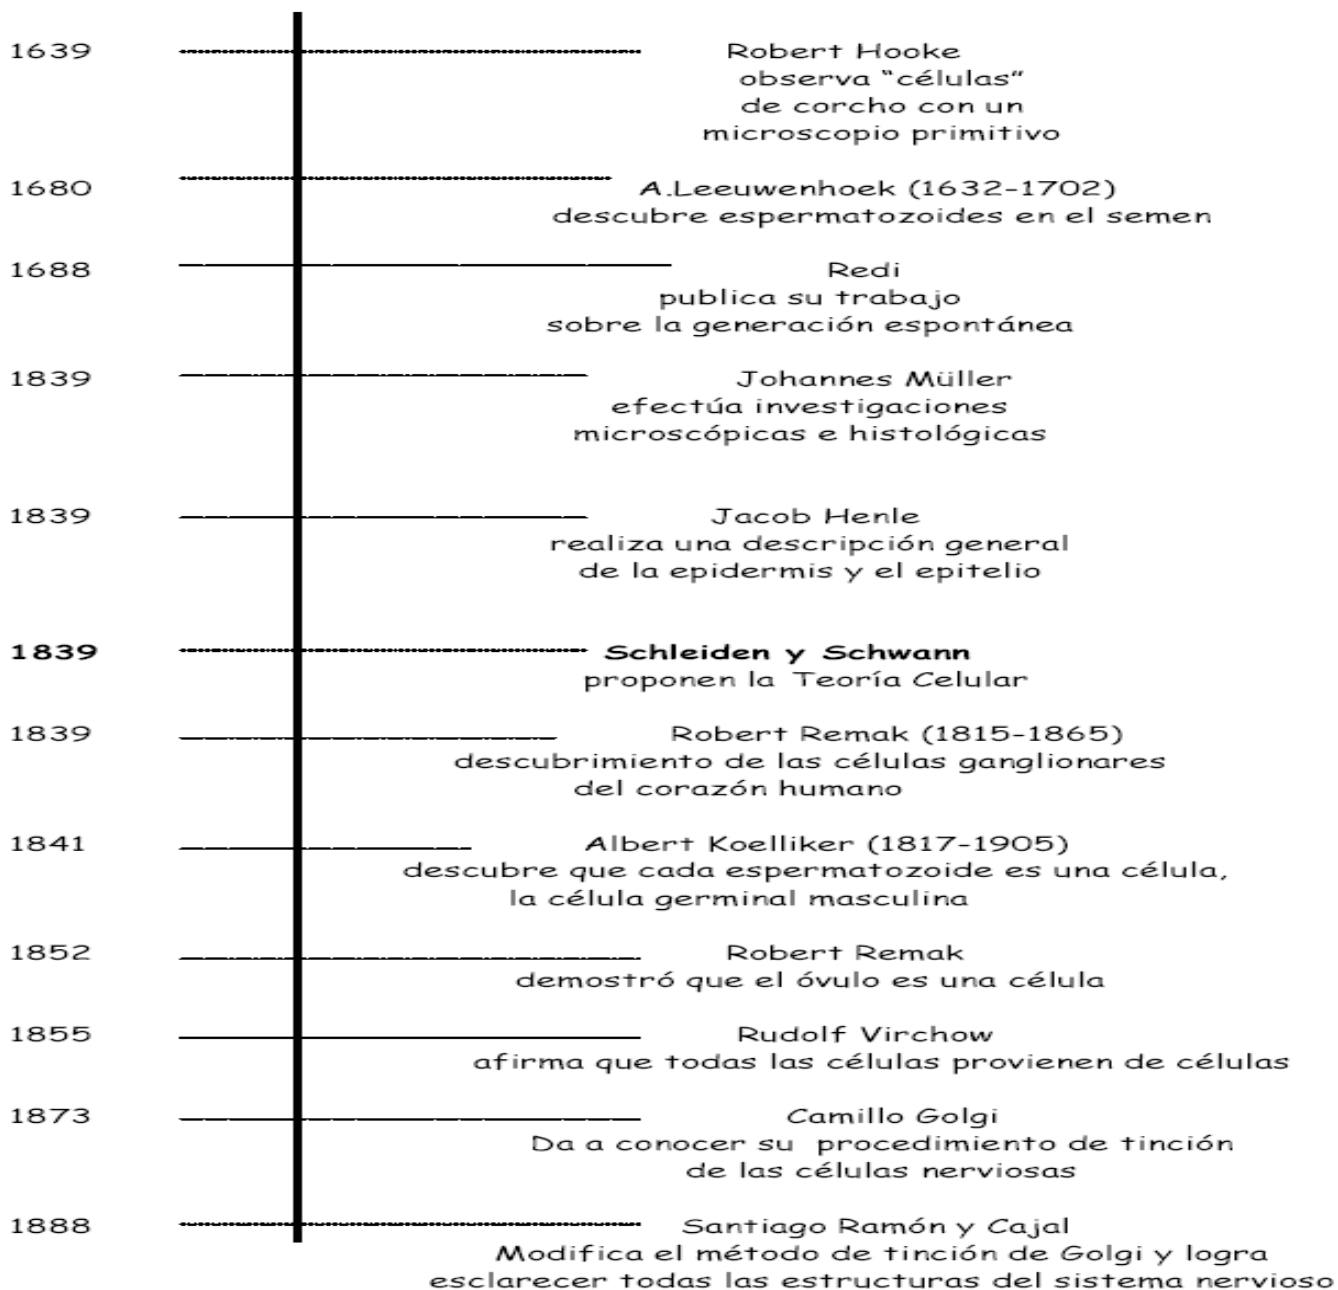 1639 Robert Hooke
observa “células”
de corcho con un
microscopio primitivo
1680 A.Leeuwenhoek (1632-1702)
descubre espermatozoides en el semen
1688 Redi
publica su trabajo
sobre la generación espontánea
1839 Johannes Müller
efectúa investigaciones
microscópicas e histológicas
1839 Jacob Henle
realiza una descripción general
de la epidermis y el epitelio
1839 Schleiden y Schwann
proponen la Teoría Celular
1839 Robert Remak (1815-1865)
descubrimiento de las células ganglionares
del corazón humano
1841 Albert Koelliker (1817-1905)
descubre que cada espermatozoide es una célula,
la célula germinal masculina
1852 Robert Remak
demostró que el óvulo es una célula
1855 Rudolf Virchow
afirma que todas las células provienen de células
1873 Camillo Golgi
Da a conocer su procedimiento de tinción
de las células nerviosas
1888 Santiago Ramón y Cajal
Modifica el método de tinción de Golgi y logra
esclarecer todas las estructuras del sistema nervioso